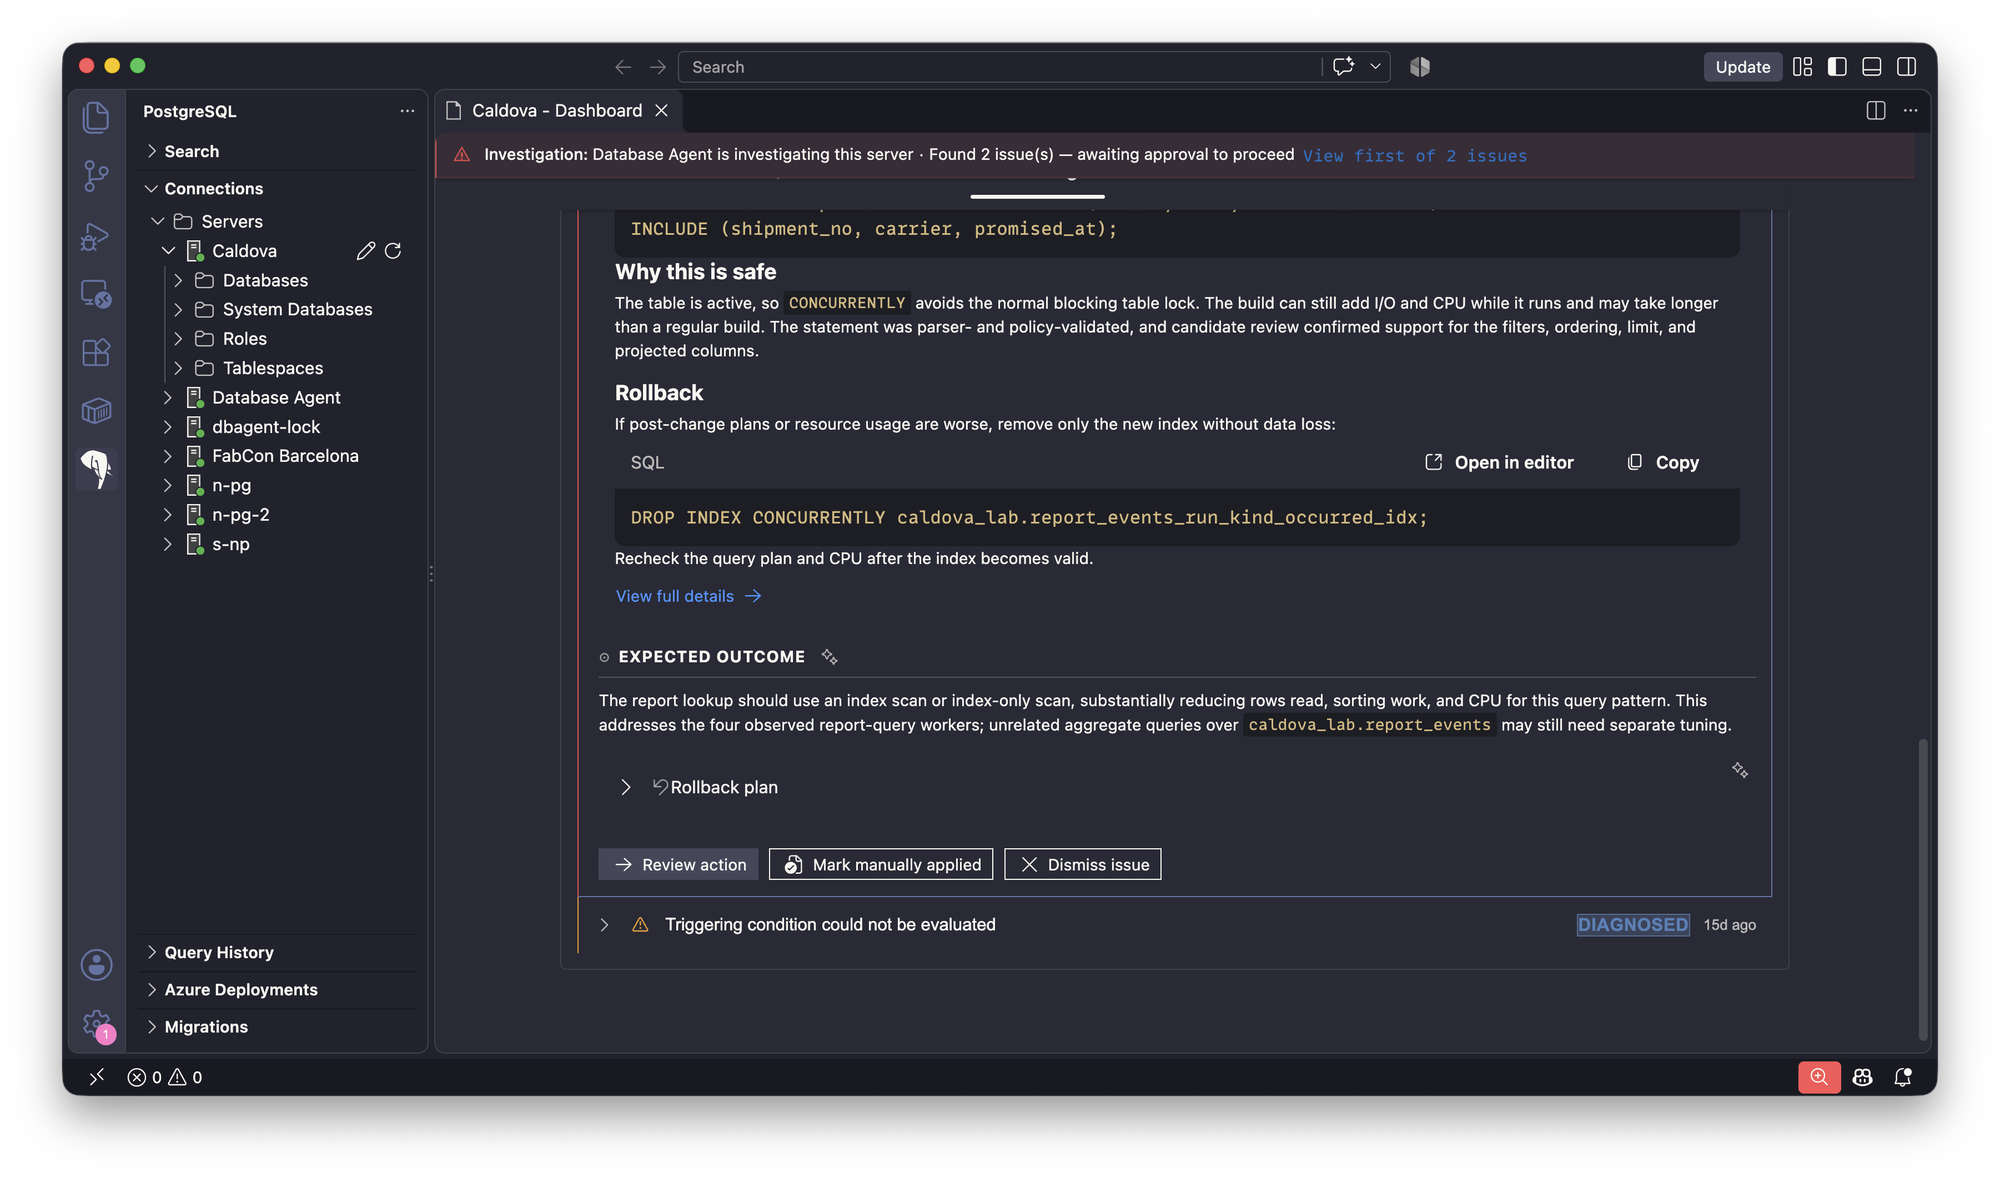 Search
Update
PostgreSQL
Search
Connections
Servers
Caldova
Databases
System Databases
Roles
Tablespaces
Database Agent
dbagent-lock
FabCon Barcelona
n-pg
n-pg-2
s-np
Query History
Azure Deployments
Migrations
1
Caldova - Dashboard
Investigation: Database Agent is investigating this server · Found 2 issue(s) — awaiting approval to proceed View first of 2 issues
INCLUDE (shipment_no, carrier, promised_at);
Why this is safe
The table is active, so CONCURRENTLY avoids the normal blocking table lock. The build can still add I/O and CPU while it runs and may take longer
than a regular build. The statement was parser- and policy-validated, and candidate review confirmed support for the filters, ordering, limit, and
projected columns.
Rollback
If post-change plans or resource usage are worse, remove only the new index without data loss:
SQL
Open in editor
Copy
DROP INDEX CONCURRENTLY caldova_lab.report_events_run_kind_occurred_idx;
Recheck the query plan and CPU after the index becomes valid.
View full details
EXPECTED OUTCOME
The report lookup should use an index scan or index-only scan, substantially reducing rows read, sorting work, and CPU for this query pattern. This
addresses the four observed report-query workers; unrelated aggregate queries over caldova_lab.report_events may still need separate tuning.
Rollback plan
Review action
Mark manually applied
Dismiss issue
Triggering condition could not be evaluated
DIAGNOSED
15d ago
0
0